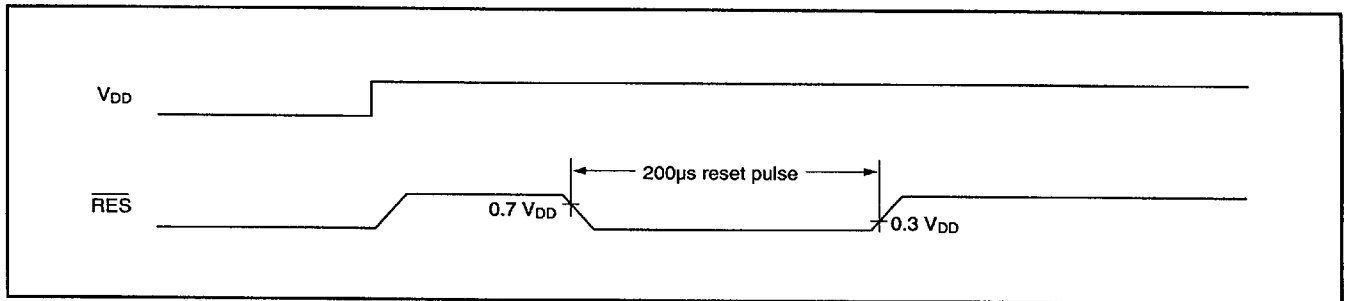 VDD
RES
200µs reset pulse
0.7 VDD
0.3 VDD